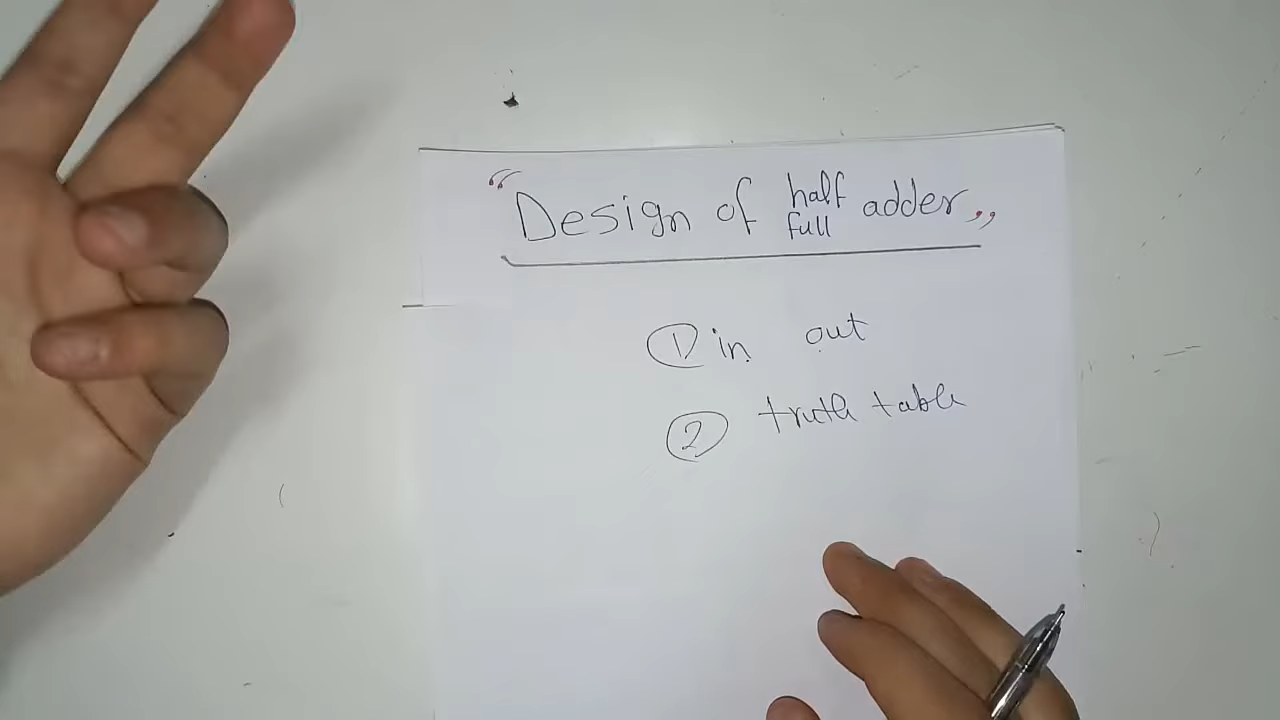 "Design of half full adder"
① in out
② truth table